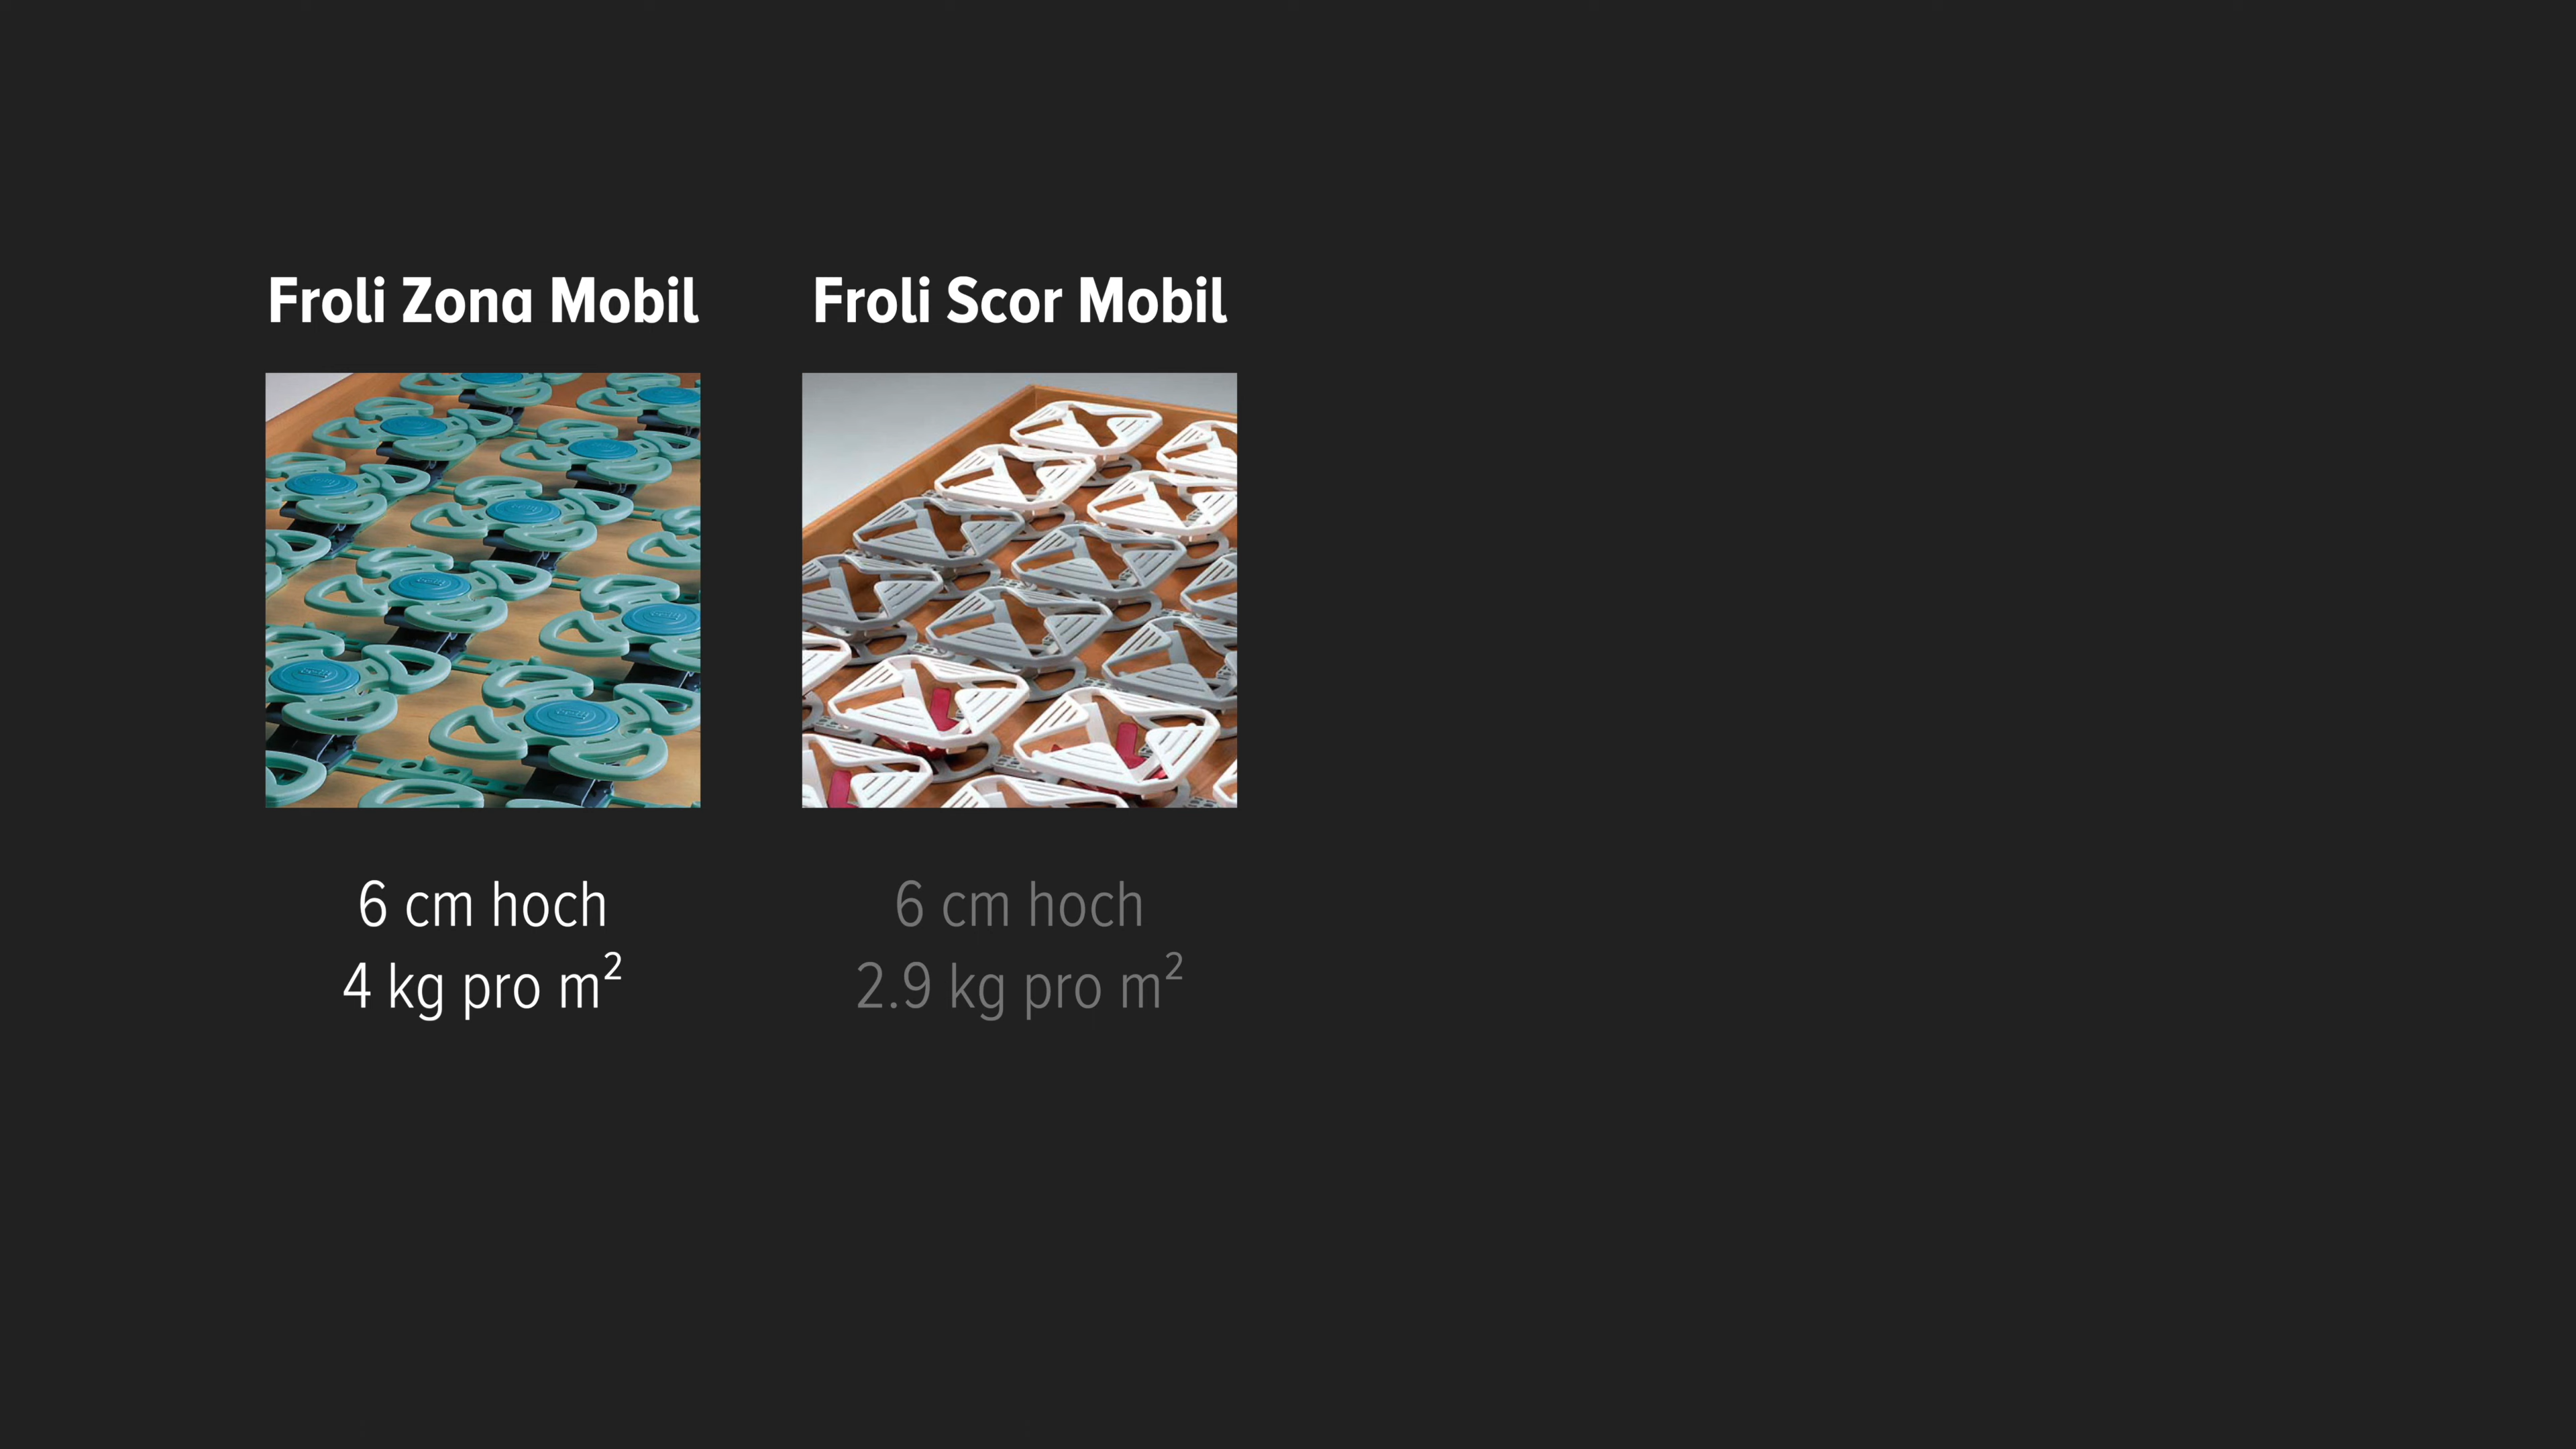 Froli Zona Mobil
6 cm hoch
4 kg pro m²
Froli Scor Mobil
6 cm hoch
2.9 kg pro m²